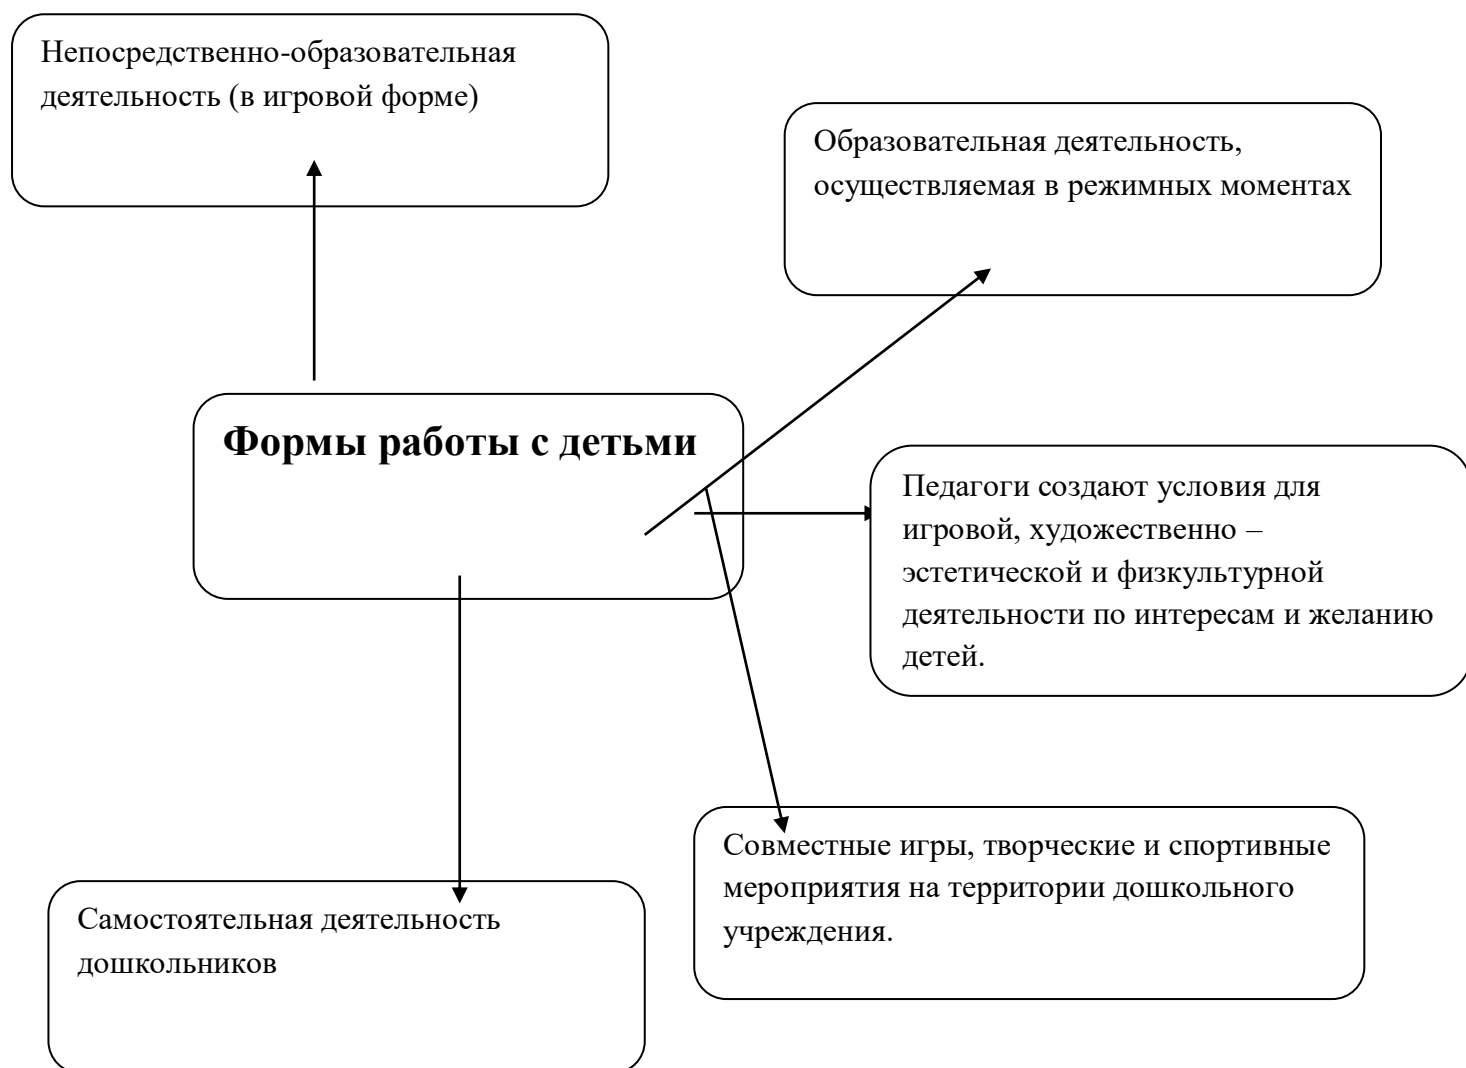 Непосредственно-образовательная
деятельность (в игровой форме)
Образовательная деятельность,
осуществляемая в режимных моментах
Формы работы с детьми
Педагоги создают условия для
игровой, художественно –
эстетической и физкультурной
деятельности по интересам и желанию
детей.
Совместные игры, творческие и спортивные
мероприятия на территории дошкольного
учреждения.
Самостоятельная деятельность
дошкольников